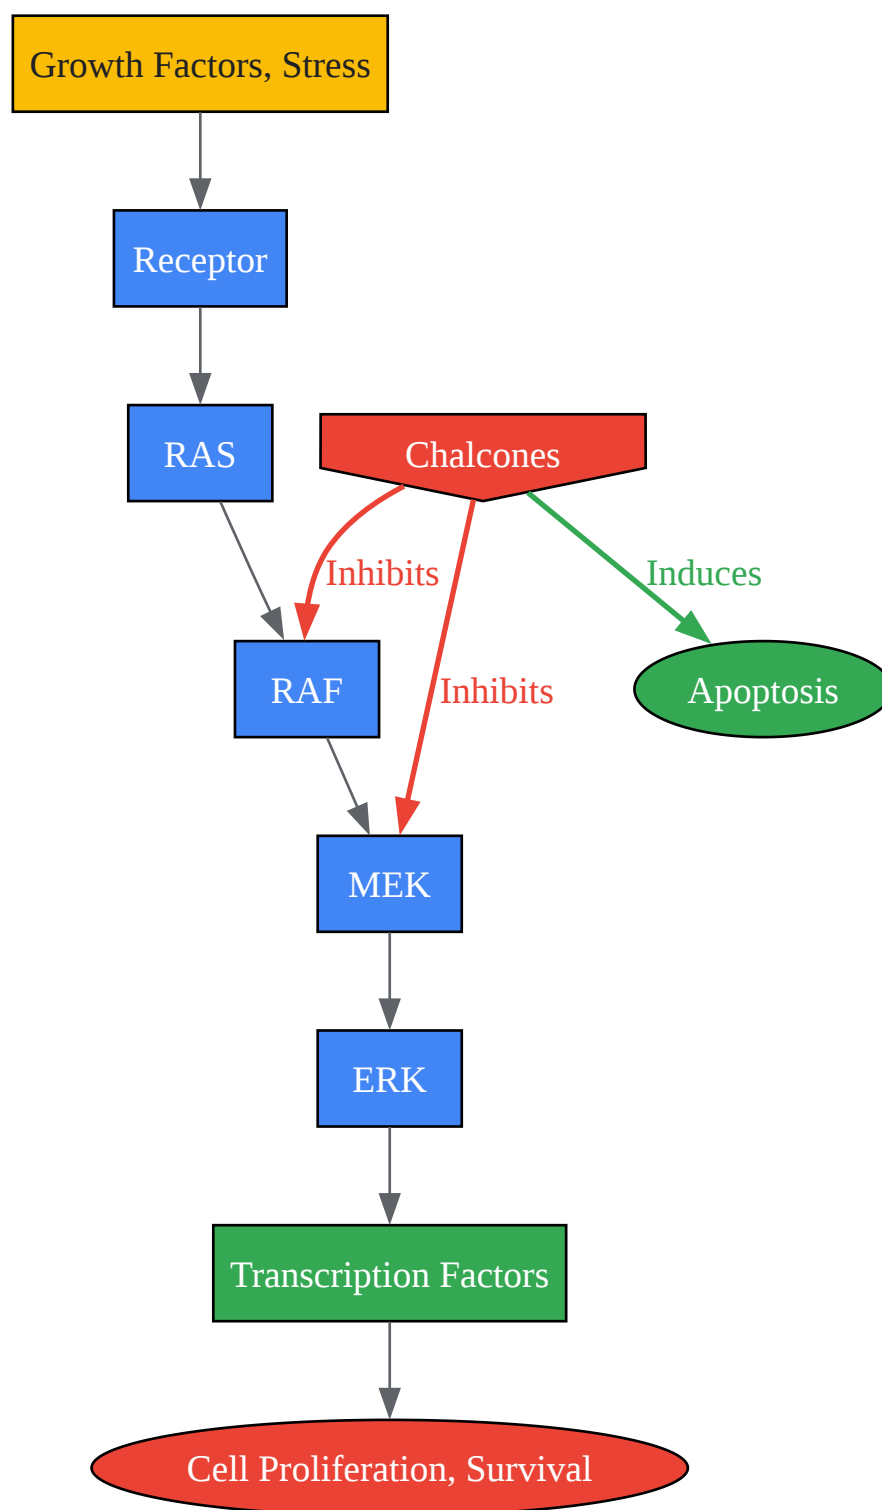 Growth Factors, Stress
Receptor
RAS
Chalcones
Inhibits
Induces
RAF
Inhibits
Apoptosis
MEK
ERK
Transcription Factors
Cell Proliferation, Survival